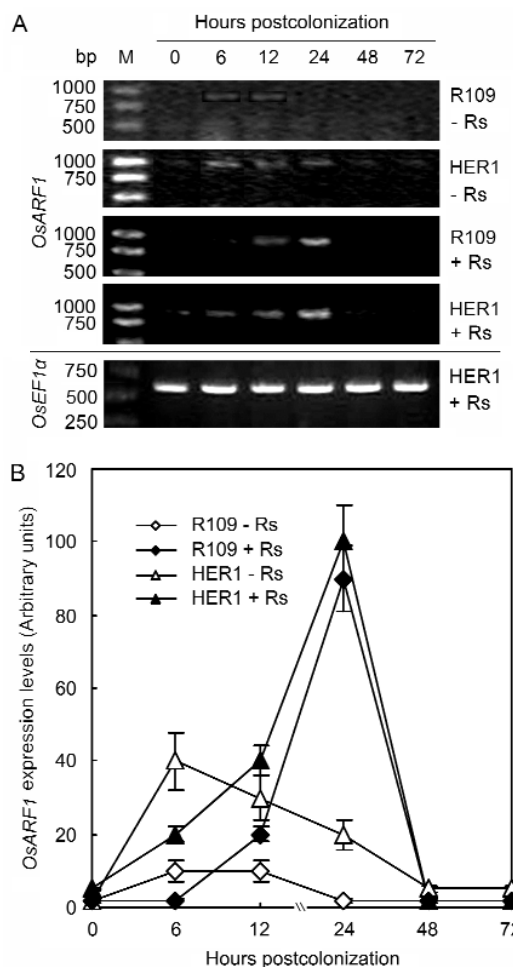 A
Hours postcolonization
bp M 0 6 12 24 48 72
OsARF1
1000
750
500
R109
- Rs
1000
750
HER1
- Rs
1000
750
500
R109
+ Rs
1000
750
HER1
+ Rs
OsEF1α
750
500
250
HER1
+ Rs
B
OsARF1 expression levels (Arbitrary units)
120
100
80
60
40
20
0
R109 - Rs
R109 + Rs
HER1 - Rs
HER1 + Rs
0 6 12 24 48 72
Hours postcolonization